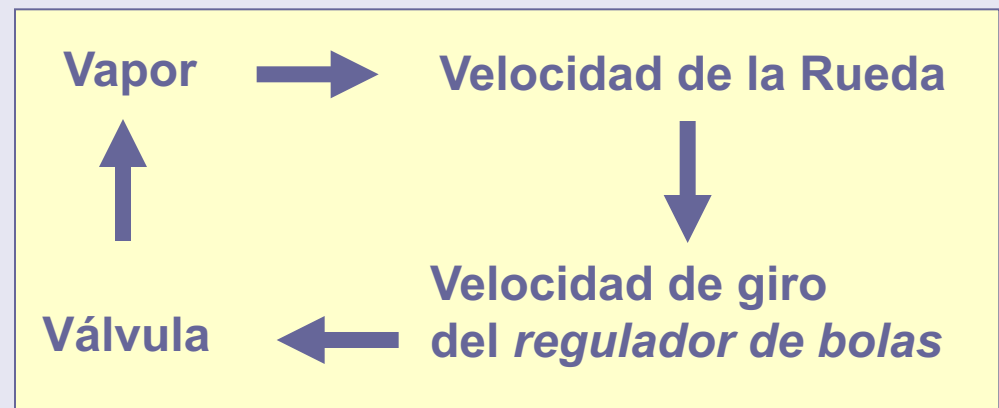 Vapor
Velocidad de la Rueda
Velocidad de giro
del regulador de bolas
Válvula